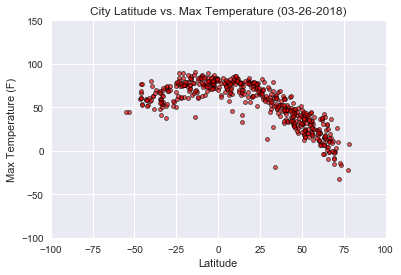 City Latitude vs. Max Temperature (03-26-2018)
Max Temperature (F)
150
100
50
0
−50
−100
−100 −75 −50 −25 0 25 50 75 100
Latitude